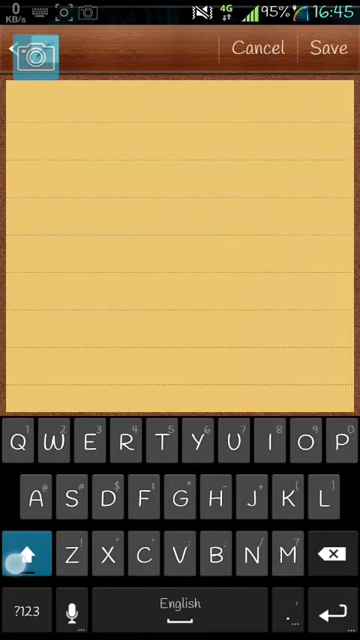 0 KB/s 4G 95% 16:45
Cancel Save
1 2 3 4 5 6 7 8 9 0
Q W E R T Y U I O P
@ # $ & * - + ( )
A S D F G H J K L
! " ' : ; / ?
Z X C V B N M
?123 ... English . ...